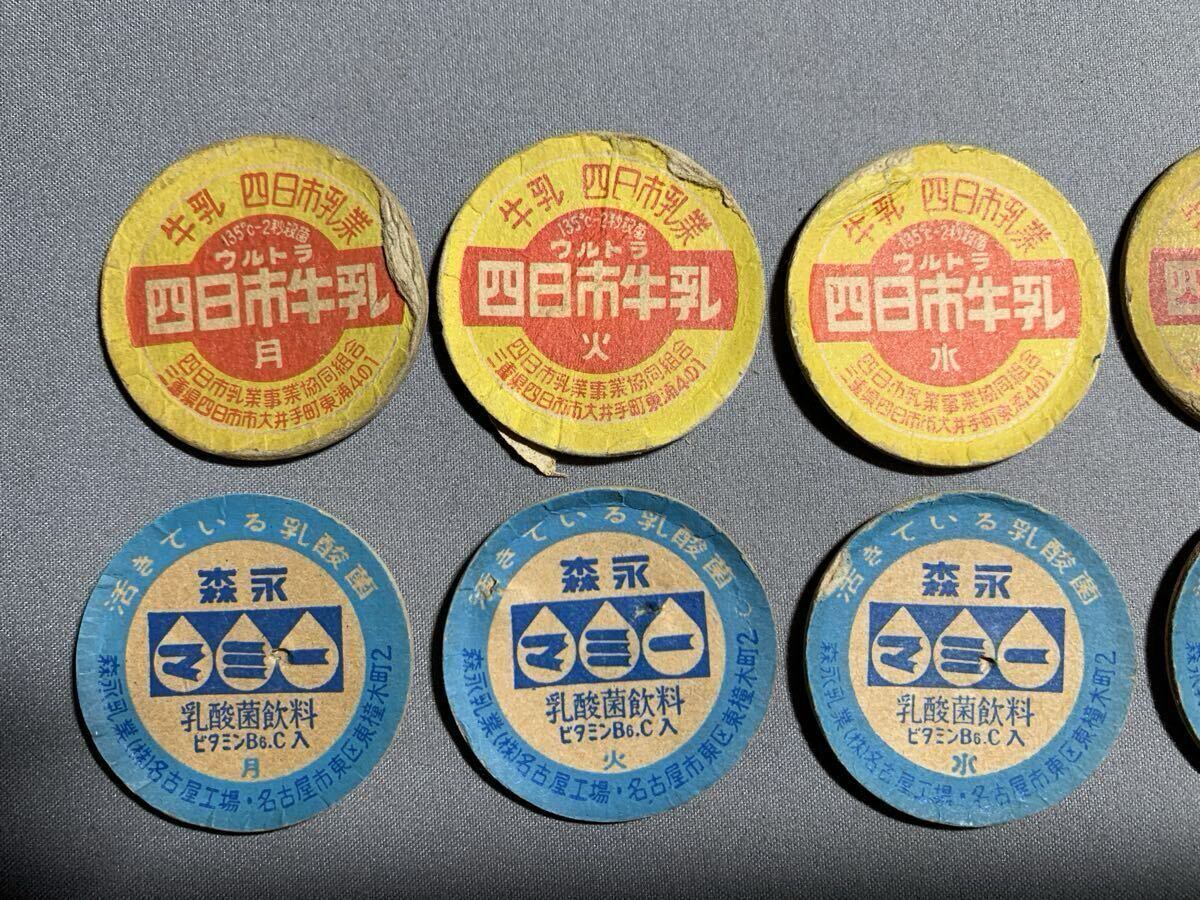 牛乳 四日市乳業
135℃-2秒殺菌
ウルトラ
四日市牛乳
月
四日市乳業事業協同組合
三重県四日市市大井手町東浦401
牛乳 四日市乳業
135℃-2秒殺菌
ウルトラ
四日市牛乳
火
四日市乳業事業協同組合
三重県四日市市大井手町東浦401
牛乳 四日市乳業
135℃-2秒殺菌
ウルトラ
四日市牛乳
水
四日市乳業事業協同組合
三重県四日市市大井手町東浦401
活きている乳酸菌
森永
マミー
乳酸菌飲料
ビタミンB6.C入
月
森永乳業(株)名古屋工場・名古屋市東区東橦木町2
活きている乳酸菌
森永
マミー
乳酸菌飲料
ビタミンB6.C入
火
森永乳業(株)名古屋工場・名古屋市東区東橦木町2
活きている乳酸菌
森永
マミー
乳酸菌飲料
ビタミンB6.C入
水
森永乳業(株)名古屋工場・名古屋市東区東橦木町2